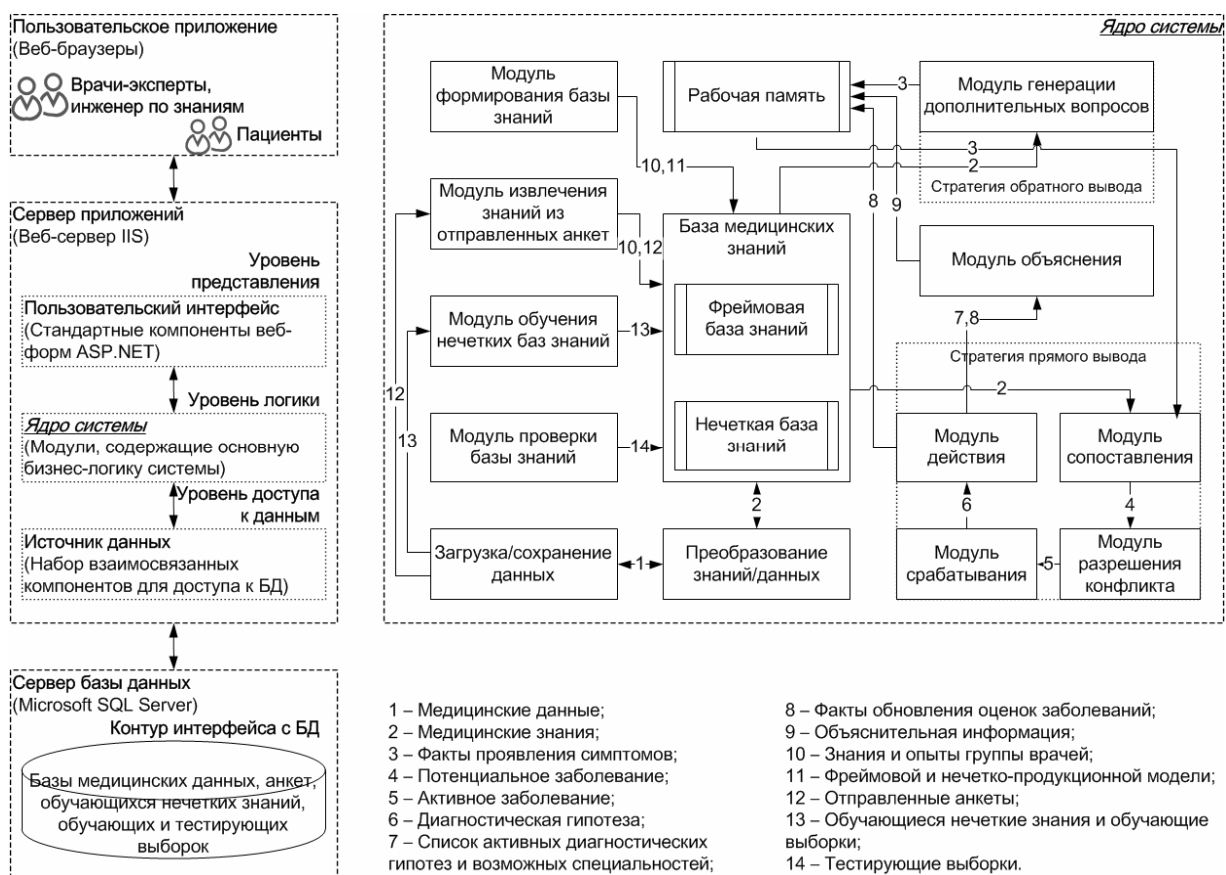 Пользовательское приложение
(Веб-браузеры)
Врачи-эксперты,
инженер по знаниям
Пациенты
Сервер приложений
(Веб-сервер IIS)
Уровень
представления
Пользовательский интерфейс
(Стандартные компоненты веб-
форм ASP.NET)
Уровень логики
Ядро системы
(Модули, содержащие основную
бизнес-логику системы)
Уровень доступа
к данным
Источник данных
(Набор взаимосвязанных
компонентов для доступа к БД)
Сервер базы данных
(Microsoft SQL Server)
Контур интерфейса с БД
Базы медицинских данных, анкет,
обучающихся нечетких знаний,
обучающих и тестирующих
выборок
Ядро системы
Модуль
формирования базы
знаний
Рабочая память
3
Модуль генерации
дополнительных вопросов
3
2
10,11
Стратегия обратного вывода
Модуль извлечения
знаний из
отправленных анкет
10,12
База медицинских
знаний
8
9
Модуль объяснения
Фреймовая
база знаний
Модуль обучения
нечетких баз знаний
13
7,8
Стратегия прямого вывода
12
13
2
Модуль проверки
базы знаний
14
Нечеткая база
знаний
Модуль
действия
Модуль
сопоставления
2
6
4
Загрузка/сохранение
данных
1
Преобразование
знаний/данных
Модуль
срабатывания
5
Модуль
разрешения
конфликта
1 – Медицинские данные;
2 – Медицинские знания;
3 – Факты проявления симптомов;
4 – Потенциальное заболевание;
5 – Активное заболевание;
6 – Диагностическая гипотеза;
7 – Список активных диагностических
гипотез и возможных специальностей;
8 – Факты обновления оценок заболеваний;
9 – Объяснительная информация;
10 – Знания и опыты группы врачей;
11 – Фреймовой и нечетко-продукционной модели;
12 – Отправленные анкеты;
13 – Обучающиеся нечеткие знания и обучающие
выборки;
14 – Тестирующие выборки.